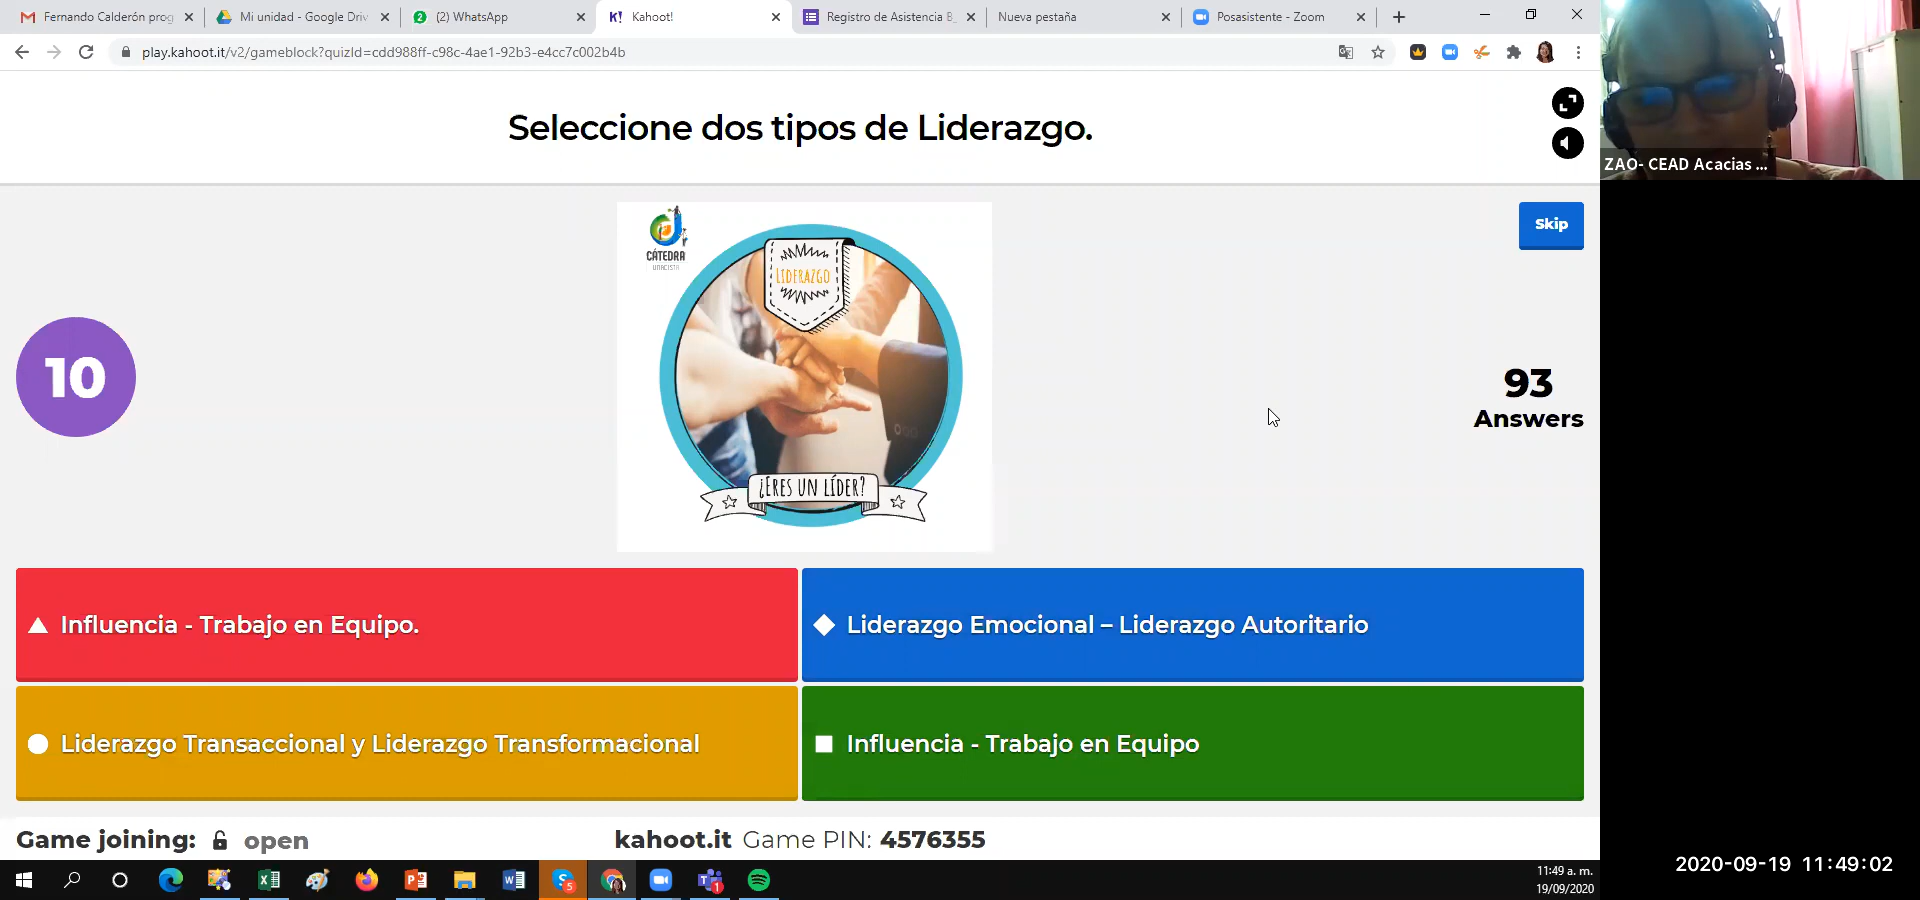 Fernando Calderón prog
Mi unidad - Google Driv
(2) WhatsApp
Kahoot!
Registro de Asistencia B_
Nueva pestaña
Posasistente - Zoom
play.kahoot.it/v2/gameblock?quizId=cdd988ff-c98c-4ae1-92b3-e4cc7c002b4b
ZAO- CEAD Acacias ...
Seleccione dos tipos de Liderazgo.
Skip
CÁTEDRA
UNADISTA
LIDERAZGO
10
93
Answers
¿ERES UN LÍDER?
Influencia - Trabajo en Equipo.
Liderazgo Emocional – Liderazgo Autoritario
Liderazgo Transaccional y Liderazgo Transformacional
Influencia - Trabajo en Equipo
Game joining: open
kahoot.it Game PIN: 4576355
11:49 a. m.
19/09/2020
2020-09-19 11:49:02